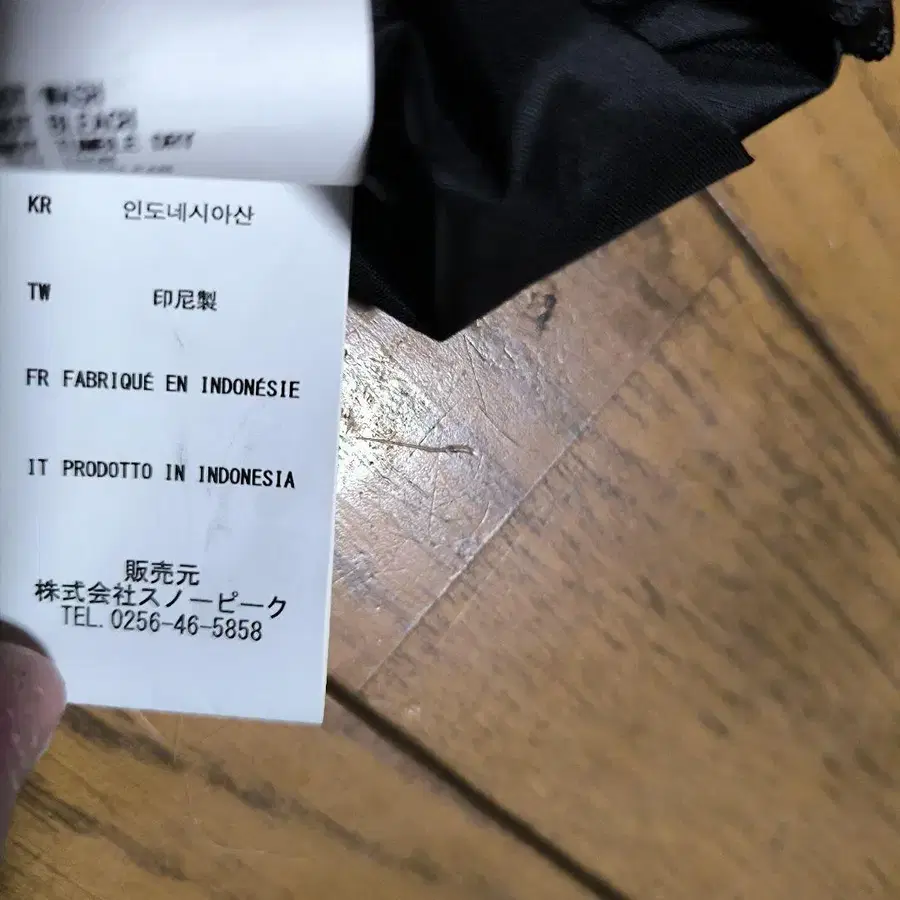 WASH
KR 인도네시아산
TW 印尼製
FR FABRIQUÉ EN INDONÉSIE
IT PRODOTTO IN INDONESIA
販売元
株式会社スノーピーク
TEL. 0256-46-5858